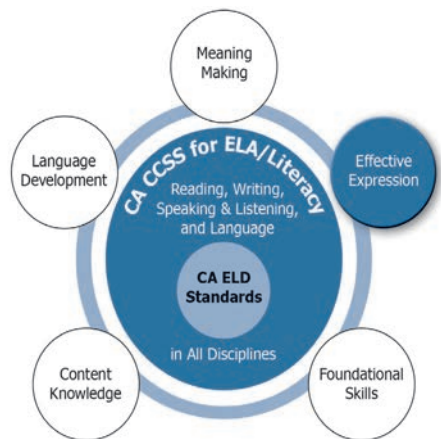 Meaning
Making
Language
Development
Effective
Expression
CA CCSS for ELA/Literacy
Reading, Writing,
Speaking & Listening,
and Language
CA ELD
Standards
in All Disciplines
Content
Knowledge
Foundational
Skills